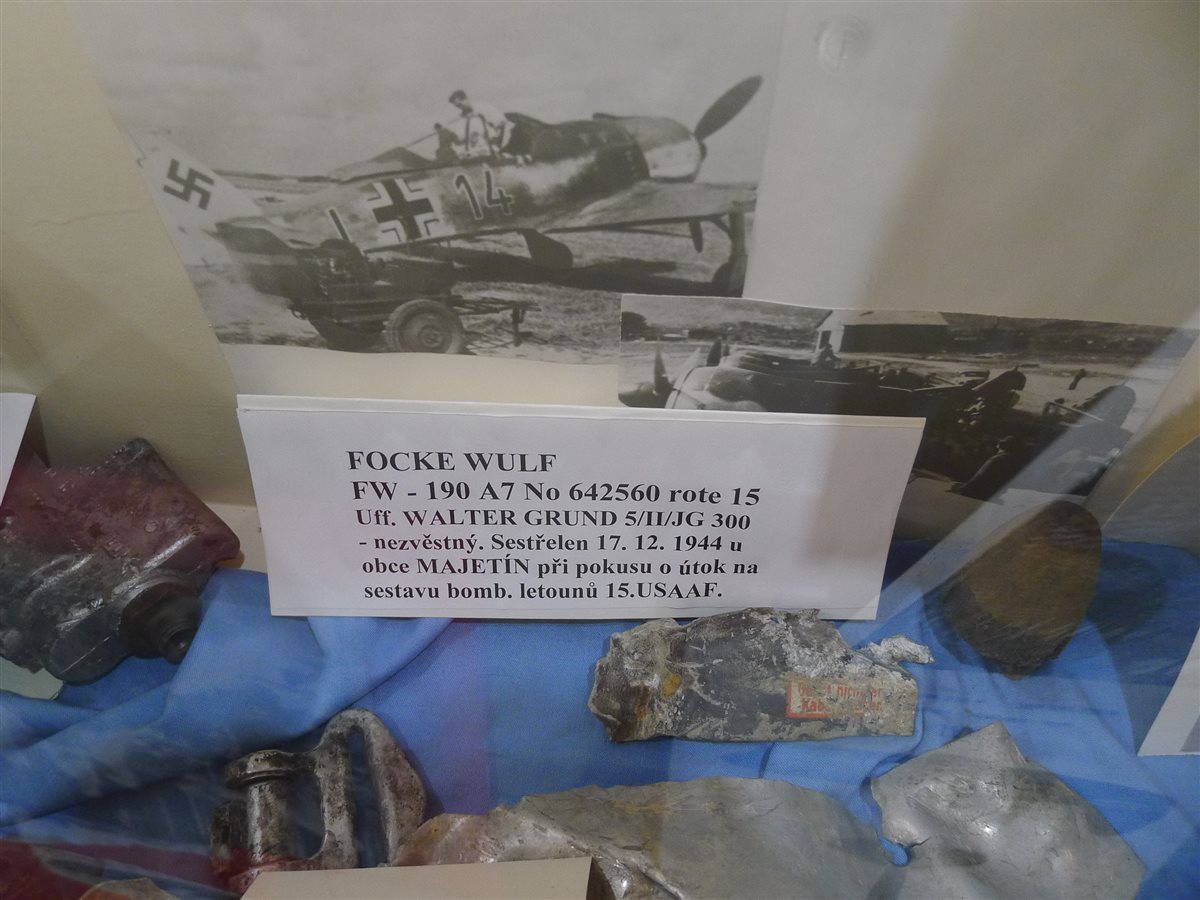 14
FOCKE WULF
FW - 190 A7 No 642560 rote 15
Uff. WALTER GRUND 5/II/JG 300
- nezvěstný. Sestřelen 17. 12. 1944 u
obce MAJETÍN při pokusu o útok na
sestavu bomb. letounů 15.USAAF.